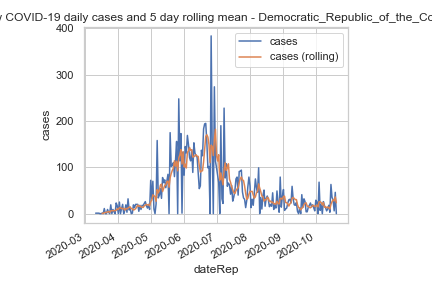 COVID-19 daily cases and 5 day rolling mean - Democratic_Republic_of_the_Co
cases
cases (rolling)
400
300
200
100
0
cases
2020-03
2020-04
2020-05
2020-06
2020-07
2020-08
2020-09
2020-10
dateRep